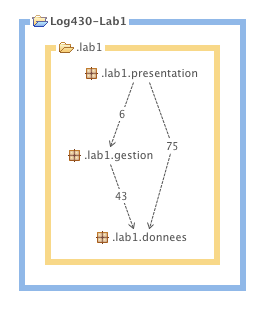 Log430-Lab1
.lab1
.lab1.presentation
6
.lab1.gestion
75
43
.lab1.donnees